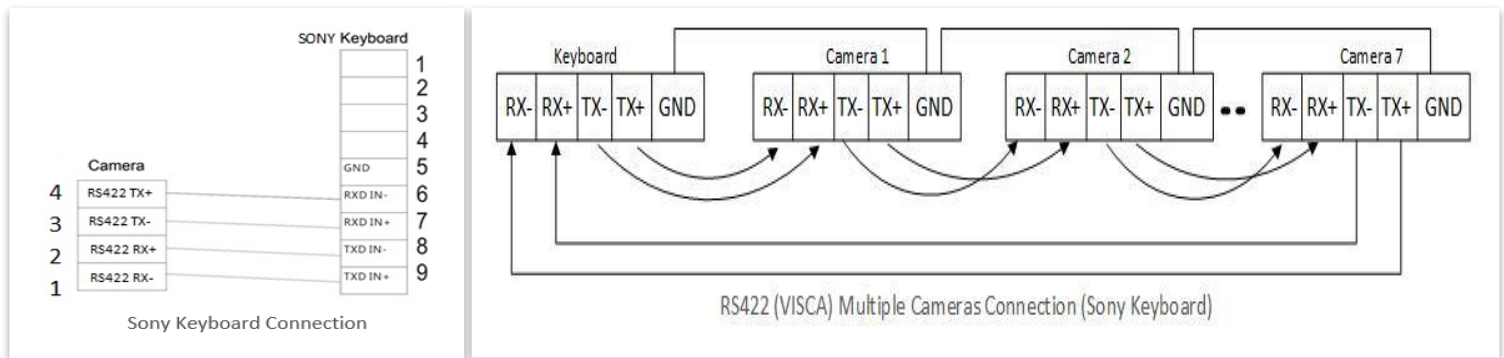 SONY Keyboard
1
2
3
4
GND 5
Camera
4 RS422 TX+ RXD IN- 6
3 RS422 TX- RXD IN+ 7
2 RS422 RX+ TXD IN- 8
1 RS422 RX- TXD IN+ 9
Sony Keyboard Connection
Keyboard Camera 1 Camera 2 Camera 7
RX- RX+ TX- TX+ GND RX- RX+ TX- TX+ GND RX- RX+ TX- TX+ GND RX- RX+ TX- TX+ GND
RS422 (VISCA) Multiple Cameras Connection (Sony Keyboard)